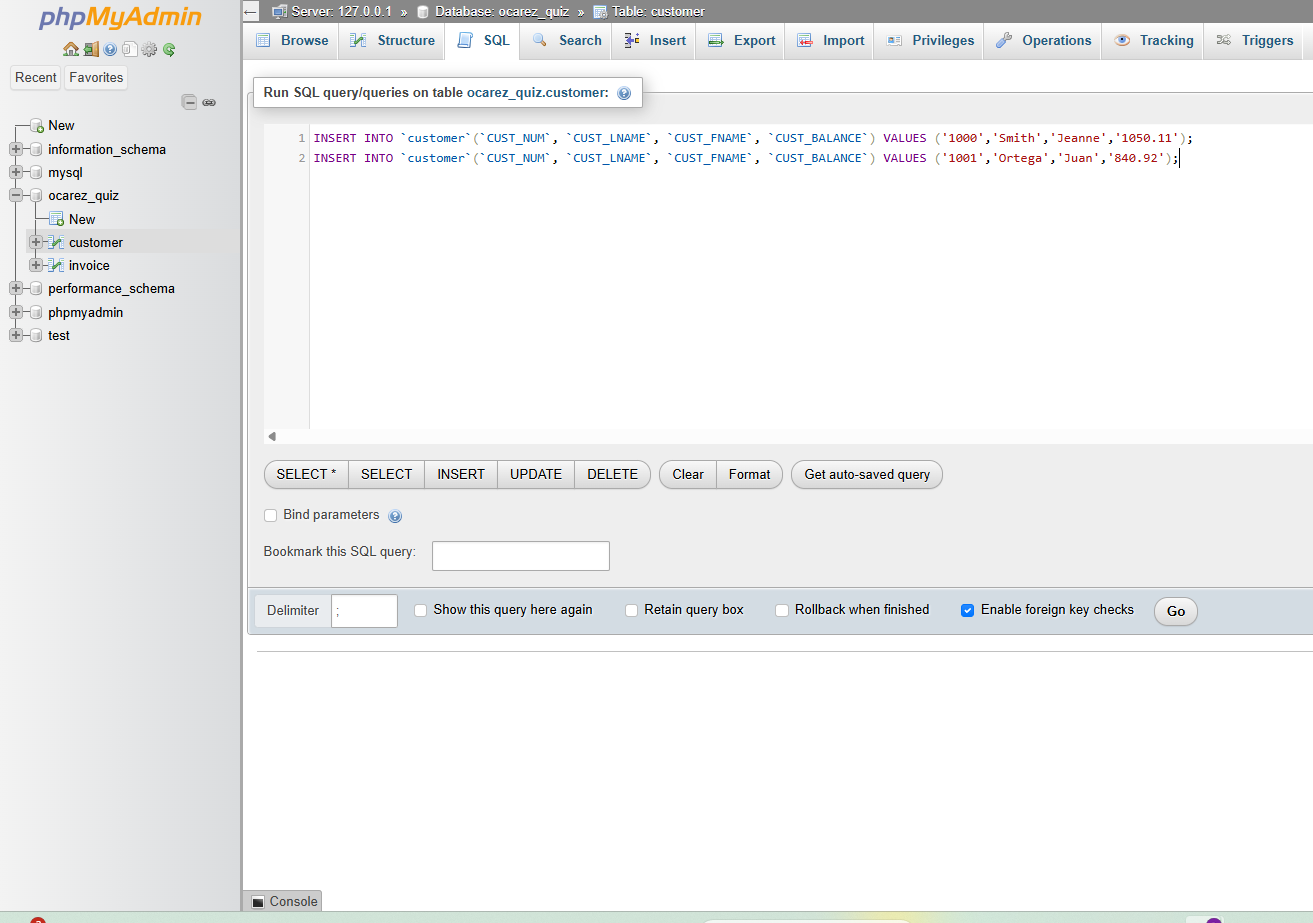 phpMyAdmin
Recent Favorites
New
information_schema
mysql
ocarez_quiz
New
customer
invoice
performance_schema
phpmyadmin
test
Server: 127.0.0.1 » Database: ocarez_quiz » Table: customer
Browse Structure SQL Search Insert Export Import Privileges Operations Tracking Triggers
Run SQL query/queries on table ocarez_quiz.customer:
1 INSERT INTO `customer`(`CUST_NUM`, `CUST_LNAME`, `CUST_FNAME`, `CUST_BALANCE`) VALUES ('1000','Smith','Jeanne','1050.11');
2 INSERT INTO `customer`(`CUST_NUM`, `CUST_LNAME`, `CUST_FNAME`, `CUST_BALANCE`) VALUES ('1001','Ortega','Juan','840.92');
SELECT * SELECT INSERT UPDATE DELETE Clear Format Get auto-saved query
Bind parameters
Bookmark this SQL query:
Delimiter ; Show this query here again Retain query box Rollback when finished Enable foreign key checks Go
Console